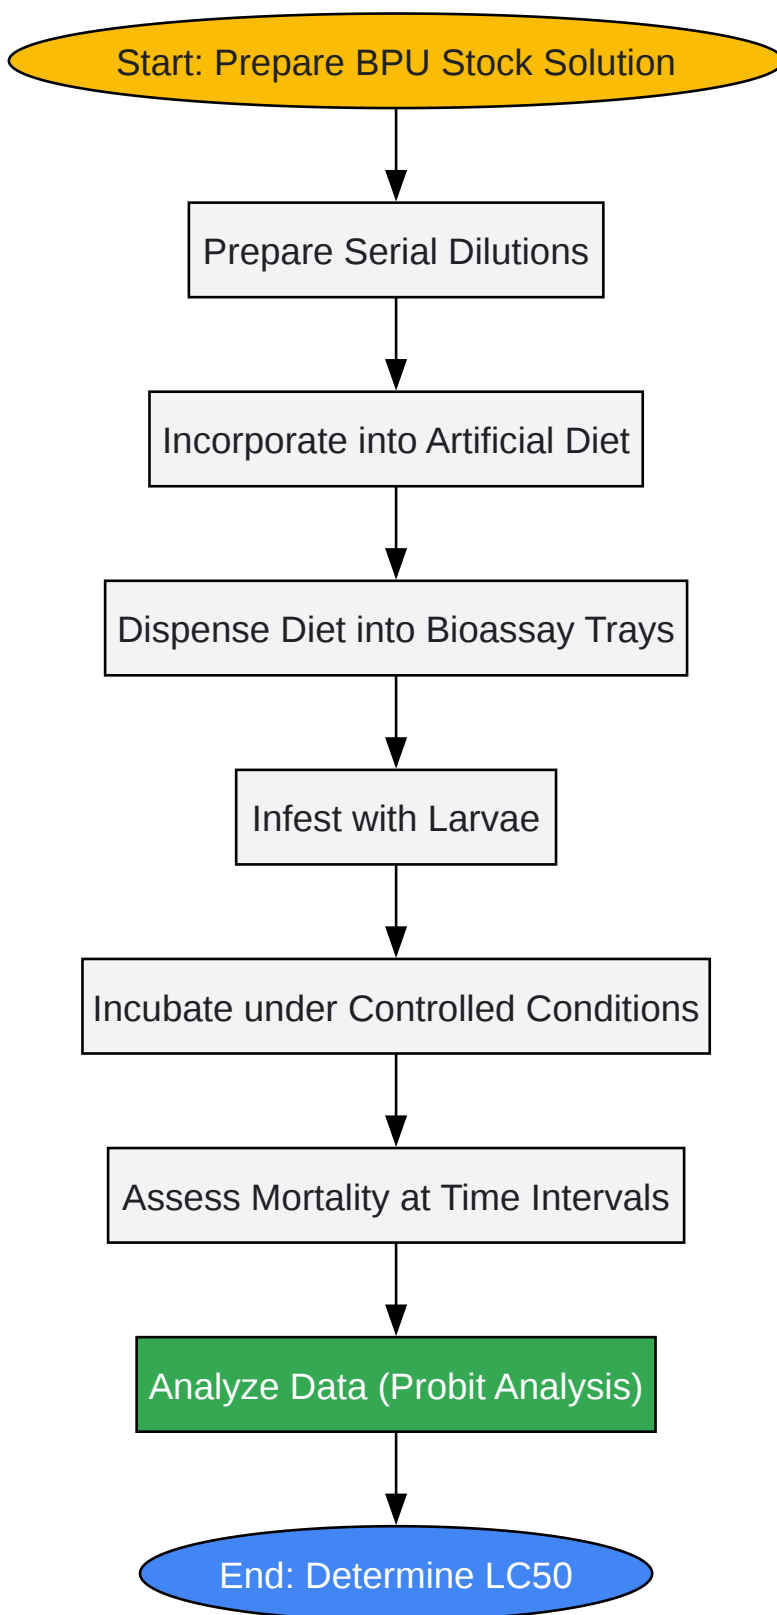 Start: Prepare BPU Stock Solution
Prepare Serial Dilutions
Incorporate into Artificial Diet
Dispense Diet into Bioassay Trays
Infest with Larvae
Incubate under Controlled Conditions
Assess Mortality at Time Intervals
Analyze Data (Probit Analysis)
End: Determine LC50